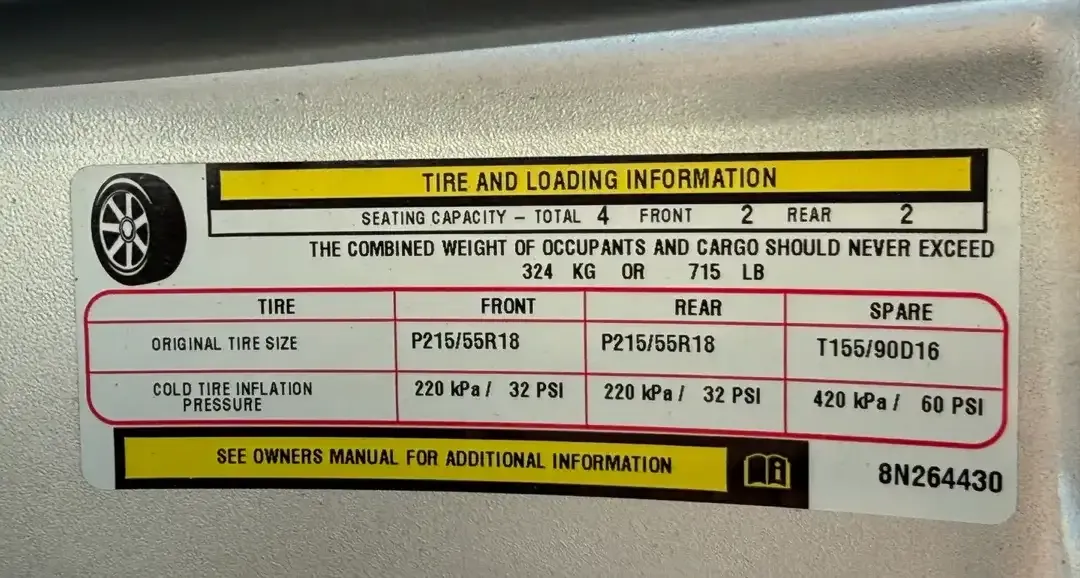 TIRE AND LOADING INFORMATION
SEATING CAPACITY – TOTAL 4 FRONT 2 REAR 2
THE COMBINED WEIGHT OF OCCUPANTS AND CARGO SHOULD NEVER EXCEED
324 KG OR 715 LB
TIRE FRONT REAR SPARE
ORIGINAL TIRE SIZE P215/55R18 P215/55R18 T155/90D16
COLD TIRE INFLATION
PRESSURE 220 kPa / 32 PSI 220 kPa / 32 PSI 420 kPa / 60 PSI
SEE OWNERS MANUAL FOR ADDITIONAL INFORMATION
8N264430